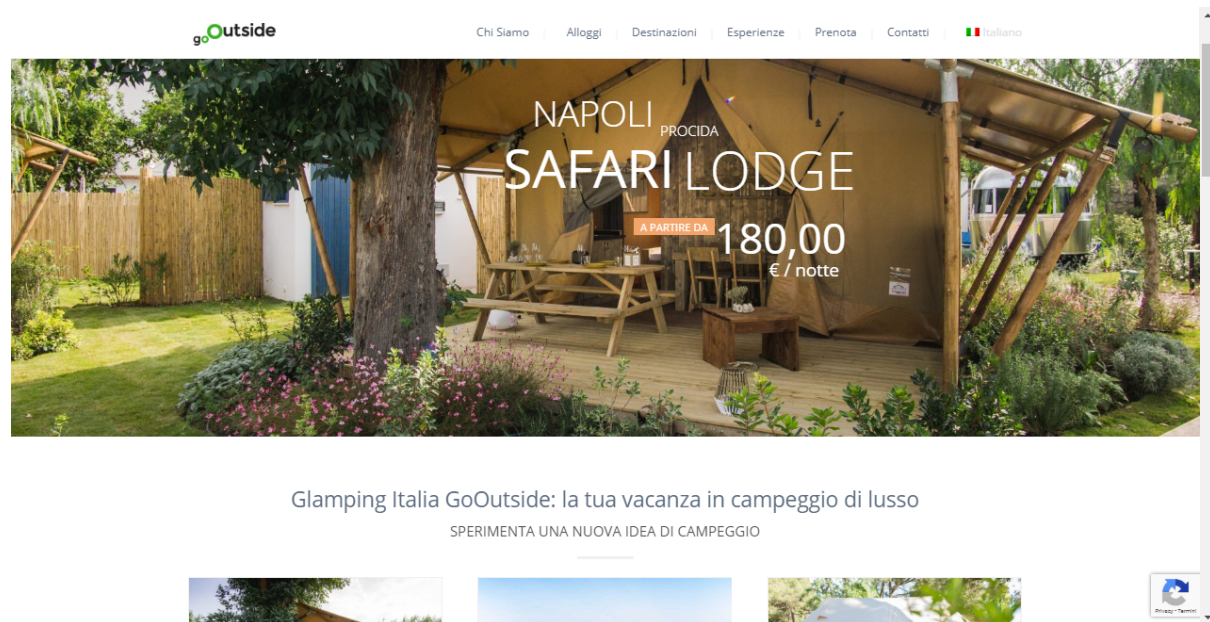 goOutside
Chi Siamo
Alloggi
Destinazioni
Esperienze
Prenota
Contatti
Italiano
NAPOLI PROCIDA
SAFARI LODGE
A PARTIRE DA 180,00
€ / notte
Glamping Italia GoOutside: la tua vacanza in campeggio di lusso
SPERIMENTA UNA NUOVA IDEA DI CAMPEGGIO
Privacy - Termini